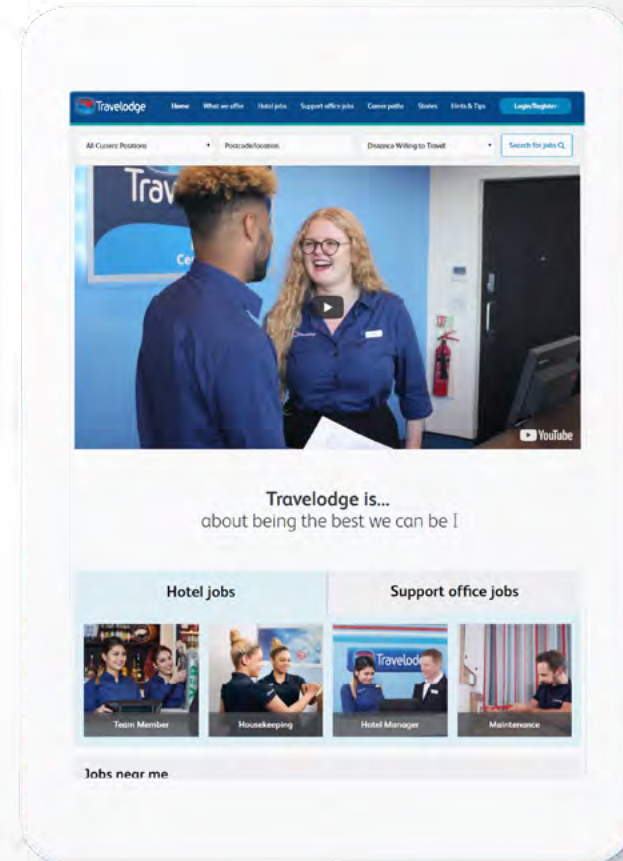 Travelodge Home What we offer Hotel jobs Support office jobs Career paths Stories Hints & Tips Login/Register
All Current Positions Postcode/location Distance Willing to Travel Search for jobs
Trav
Ce
YouTube
Travelodge is...
about being the best we can be I
Hotel jobs Support office jobs
Travelod
Team Member Housekeeping Hotel Manager Maintenance
Jobs near me